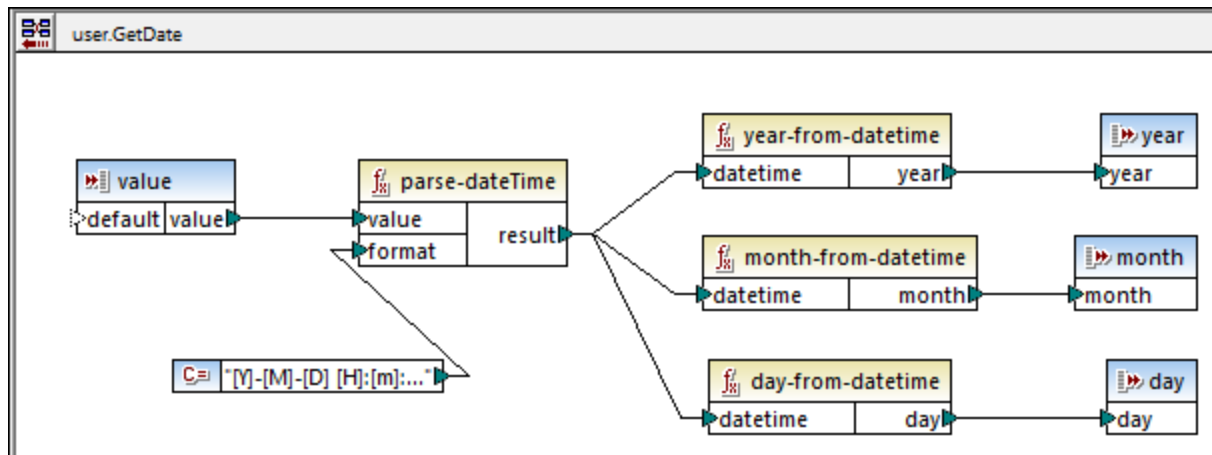 user.GetDate
value
default value
C= "[Y]-[M]-[D] [H]:[m]:..."
parse-dateTime
value
format
result
year-from-datetime
datetime year
year
year
month-from-datetime
datetime month
month
month
day-from-datetime
datetime day
day
day